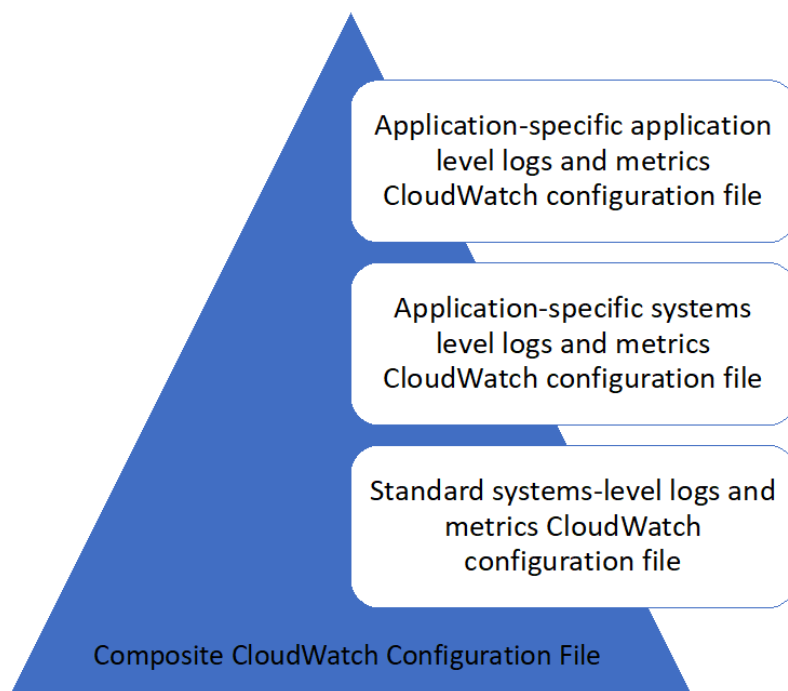 Application-specific application
level logs and metrics
CloudWatch configuration file
Application-specific systems
level logs and metrics
CloudWatch configuration file
Standard systems-level logs and
metrics CloudWatch
configuration file
Composite CloudWatch Configuration File